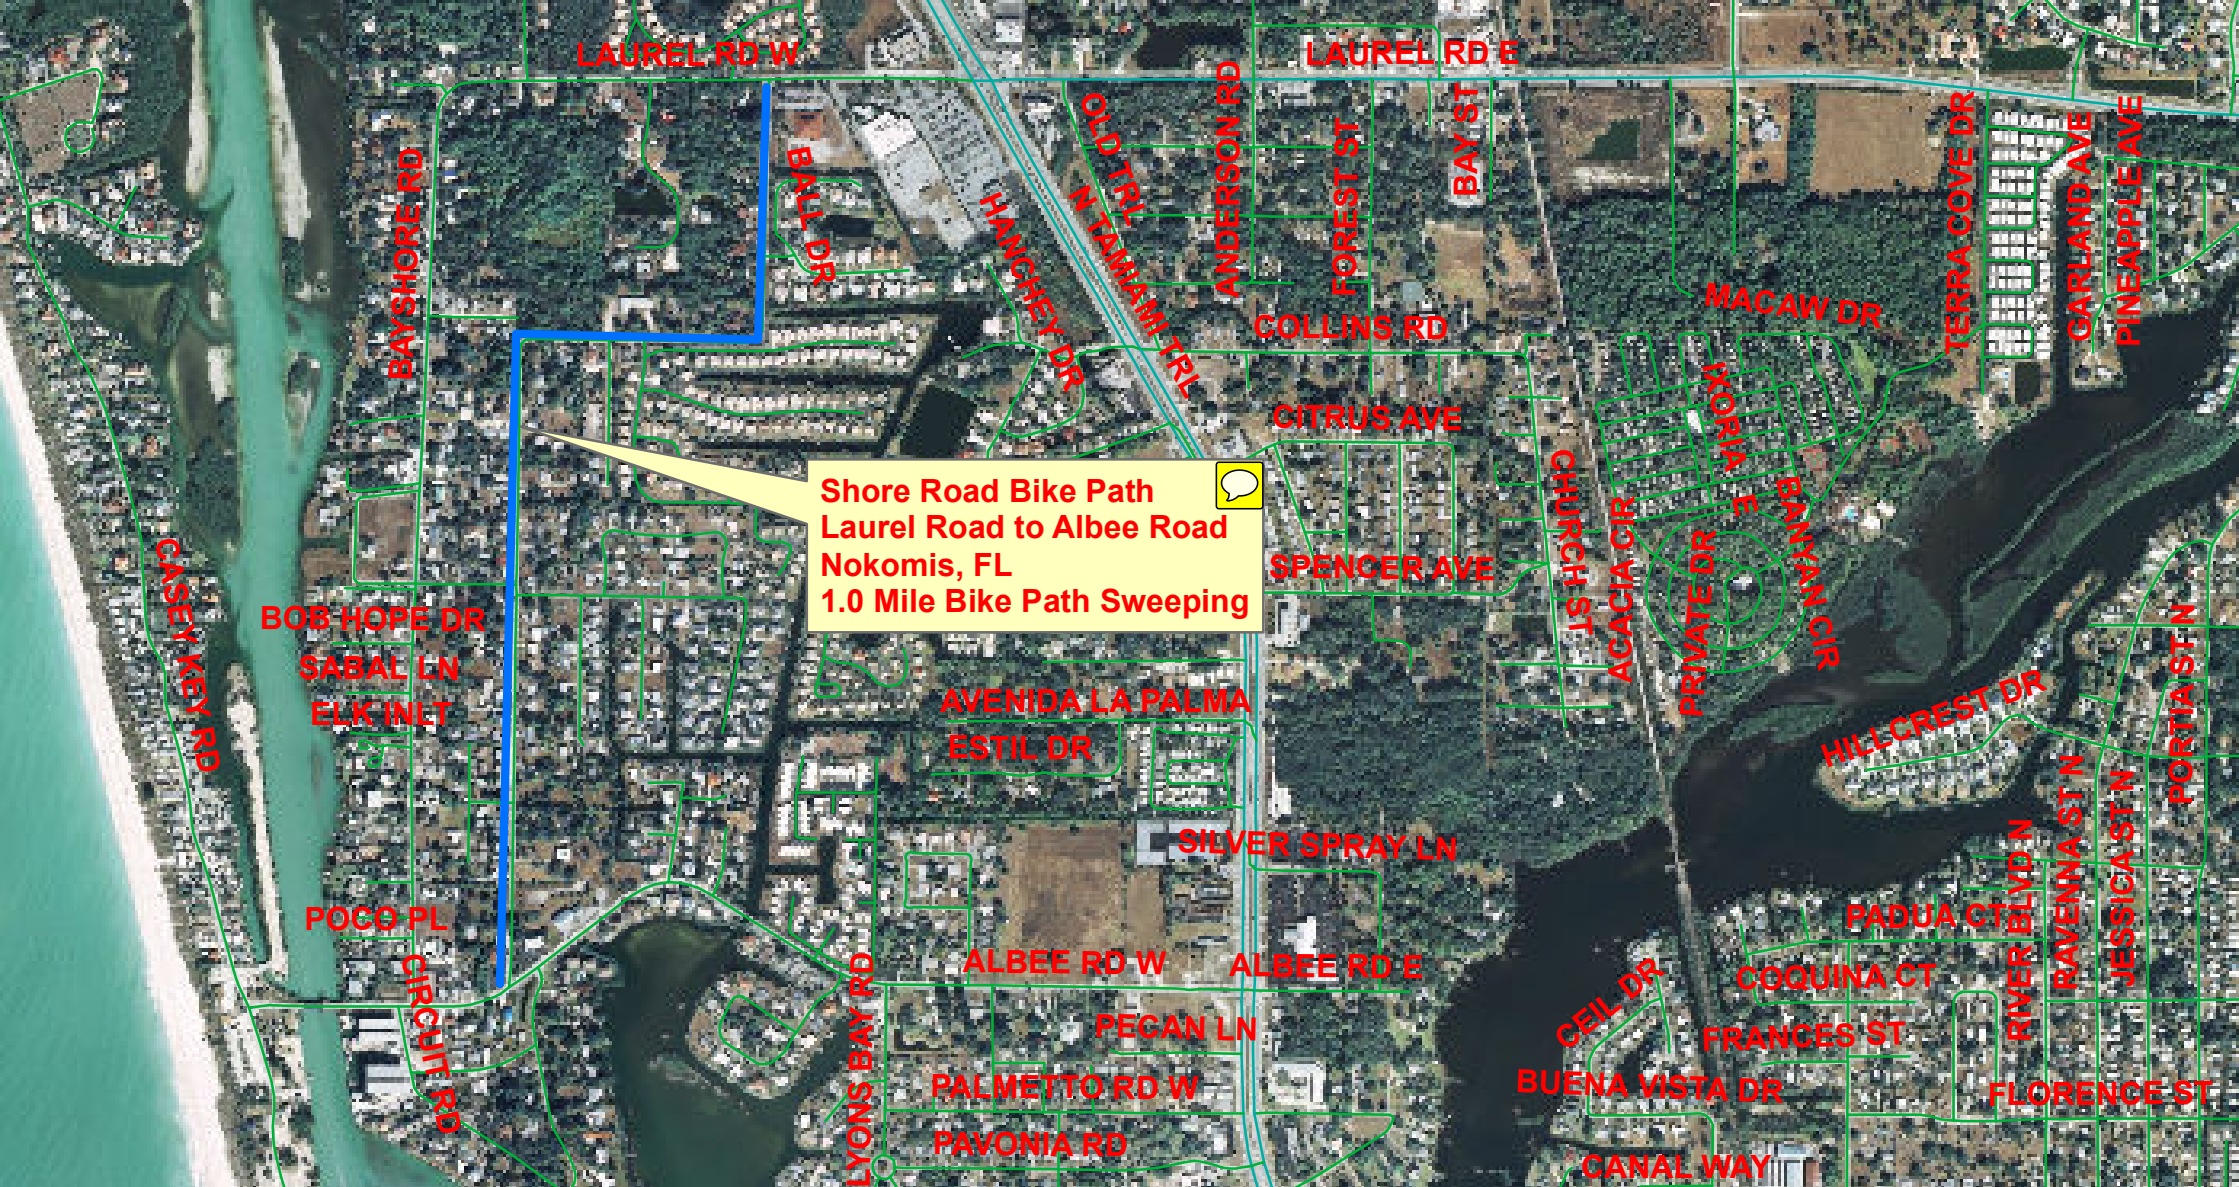 LAUREL RD W
LAUREL RD E
BAYSHORE RD
BALL DR
HANCHEY DR
OLD TRL
N TAMIAMI TRL
ANDERSON RD
FOREST ST
BAY ST
TERRA COVE DR
GARLAND AVE
PINEAPPLE AVE
MACAW DR
COLLINS RD
CITRUS AVE
IXORIA E
BANYAN CIR
Shore Road Bike Path
Laurel Road to Albee Road
Nokomis, FL
1.0 Mile Bike Path Sweeping
SPENCER AVE
CHURCH ST
ACACIA CIR
PRIVATE DR
CASEY KEY RD
BOB HOPE DR
SABAL LN
ELK INLT
AVENIDA LA PALMA
ESTIL DR
HILLCREST DR
PORTIA ST N
SILVER SPRAY LN
RIVER BLVD N
RAVENNA ST N
JESSICA ST N
POCO PL
CIRCUIT RD
LYONS BAY RD
ALBEE RD W
ALBEE RD E
PADUA CT
COQUINA CT
CEIL DR
FRANCES ST
PECAN LN
PALMETTO RD W
BUENA VISTA DR
FLORENCE ST
PAVONIA RD
CANAL WAY